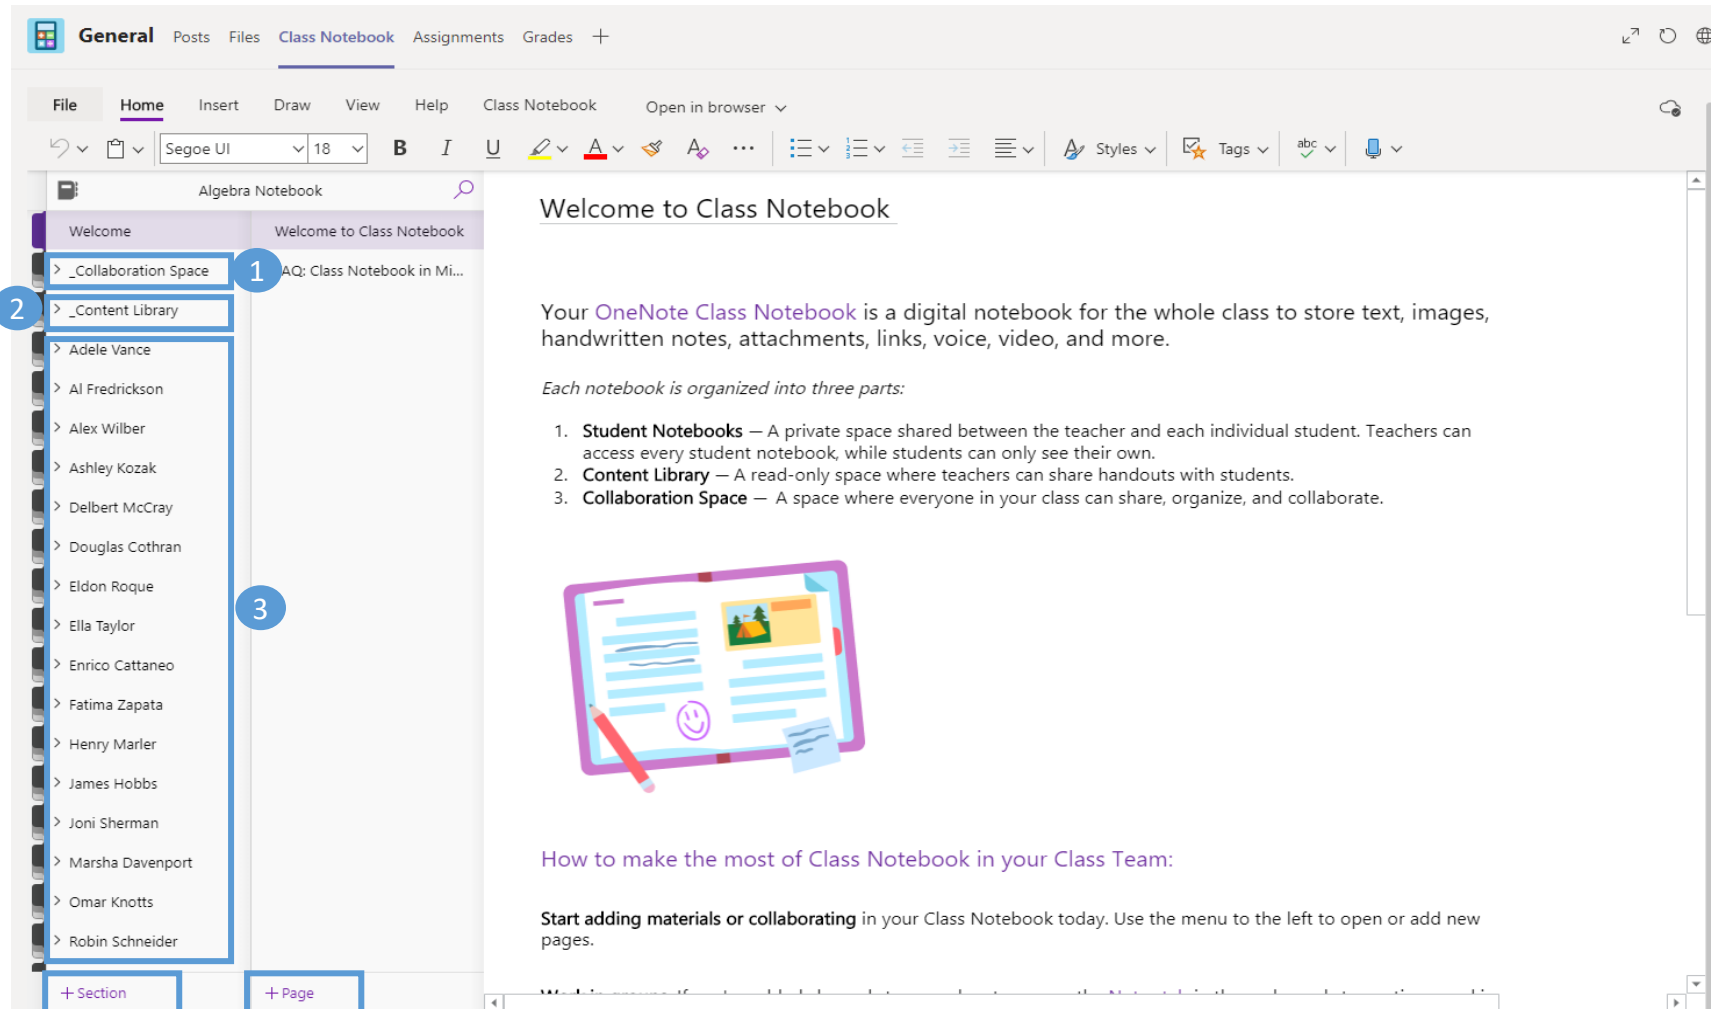 General Posts Files Class Notebook Assignments Grades
File Home Insert Draw View Help Class Notebook Open in browser
Segoe UI 18 B I U A A Styles Tags abc
Algebra Notebook
Welcome
_Collaboration Space
_Content Library
Adele Vance
Al Fredrickson
Alex Wilber
Ashley Kozak
Delbert McCray
Douglas Cothran
Eldon Roque
Ella Taylor
Enrico Cattaneo
Fatima Zapata
Henry Marler
James Hobbs
Joni Sherman
Marsha Davenport
Omar Knotts
Robin Schneider
+ Section
1
2
3
Welcome to Class Notebook
AQ: Class Notebook in Mi...
+ Page
Welcome to Class Notebook
Your OneNote Class Notebook is a digital notebook for the whole class to store text, images,
handwritten notes, attachments, links, voice, video, and more.
Each notebook is organized into three parts:
1. Student Notebooks — A private space shared between the teacher and each individual student. Teachers can
access every student notebook, while students can only see their own.
2. Content Library — A read-only space where teachers can share handouts with students.
3. Collaboration Space — A space where everyone in your class can share, organize, and collaborate.
How to make the most of Class Notebook in your Class Team:
Start adding materials or collaborating in your Class Notebook today. Use the menu to the left to open or add new
pages.